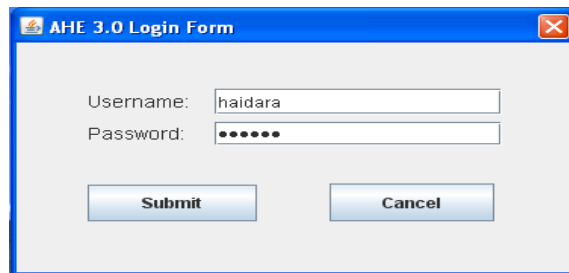 AHE 3.0 Login Form
Username: haidara
Password: ●●●●●●
Submit Cancel